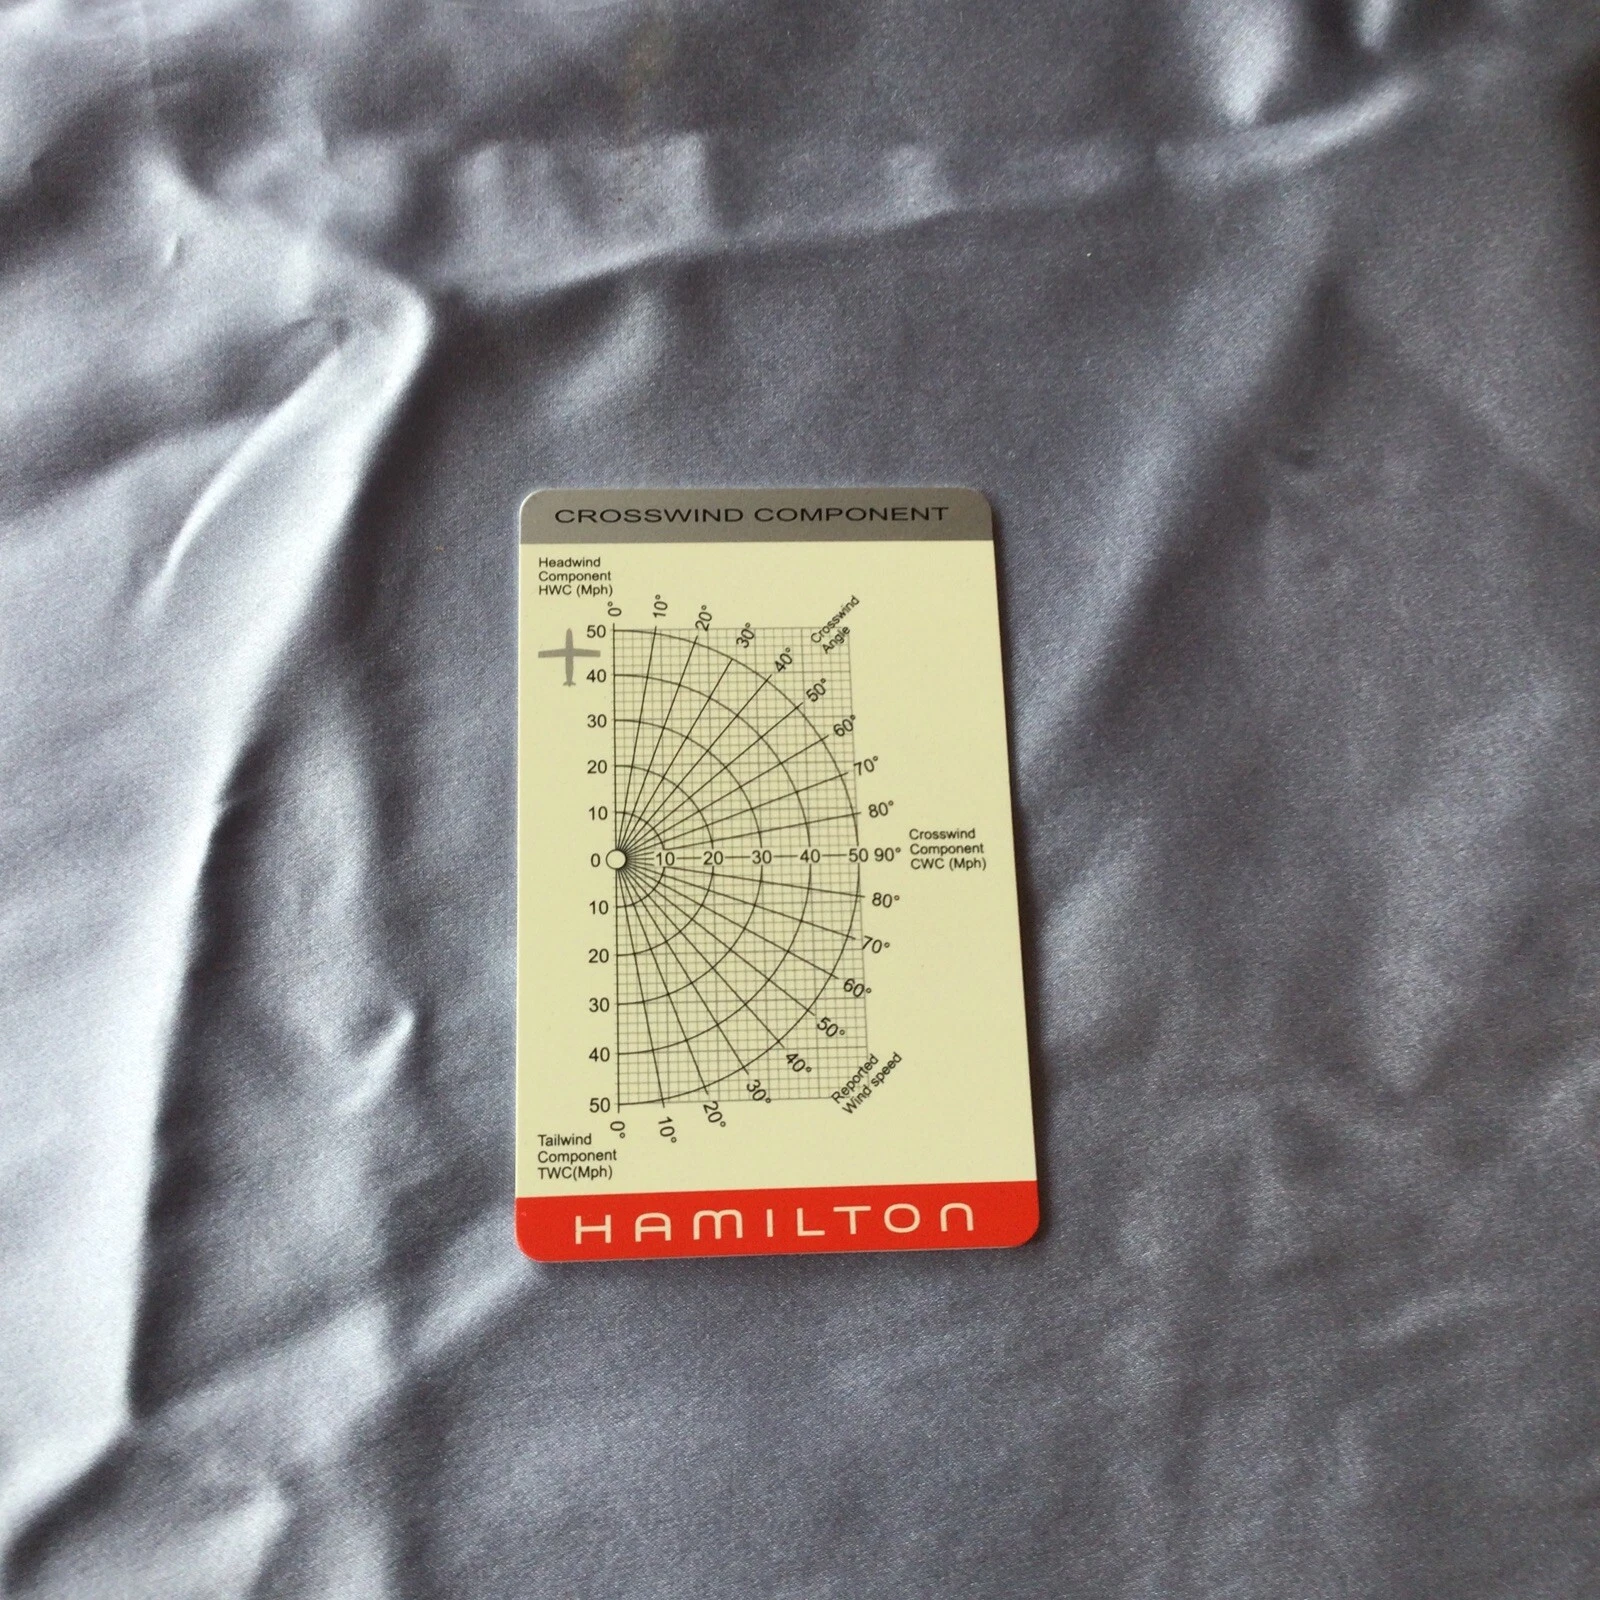 CROSSWIND COMPONENT
Headwind
Component
HWC (Mph)
0° 10° 20° 30° 40° 50° 60° 70° 80°
Crosswind
Angle
50
40
30
20
10
0 10 20 30 40 50 90°
Crosswind
Component
CWC (Mph)
10
20
30
40
50
80°
70°
60°
50°
40°
30°
20°
10°
0°
Reported
Wind speed
Tailwind
Component
TWC(Mph)
HAMILTON